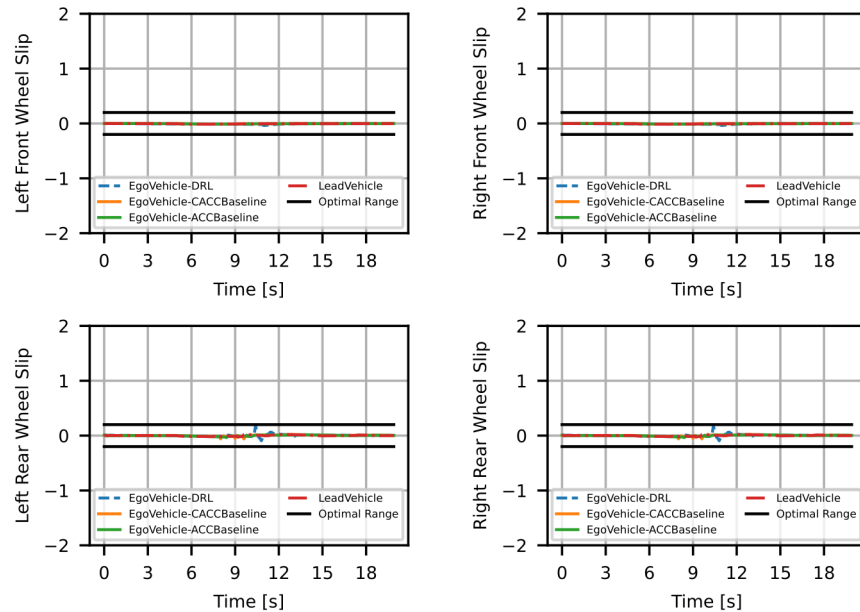 Left Front Wheel Slip
2
1
0
−1
−2
EgoVehicle-DRL
EgoVehicle-CACCBaseline
EgoVehicle-ACCBaseline
LeadVehicle
Optimal Range
0 3 6 9 12 15 18
Time [s]
Right Front Wheel Slip
2
1
0
−1
−2
EgoVehicle-DRL
EgoVehicle-CACCBaseline
EgoVehicle-ACCBaseline
LeadVehicle
Optimal Range
0 3 6 9 12 15 18
Time [s]
Left Rear Wheel Slip
2
1
0
−1
−2
EgoVehicle-DRL
EgoVehicle-CACCBaseline
EgoVehicle-ACCBaseline
LeadVehicle
Optimal Range
0 3 6 9 12 15 18
Time [s]
Right Rear Wheel Slip
2
1
0
−1
−2
EgoVehicle-DRL
EgoVehicle-CACCBaseline
EgoVehicle-ACCBaseline
LeadVehicle
Optimal Range
0 3 6 9 12 15 18
Time [s]